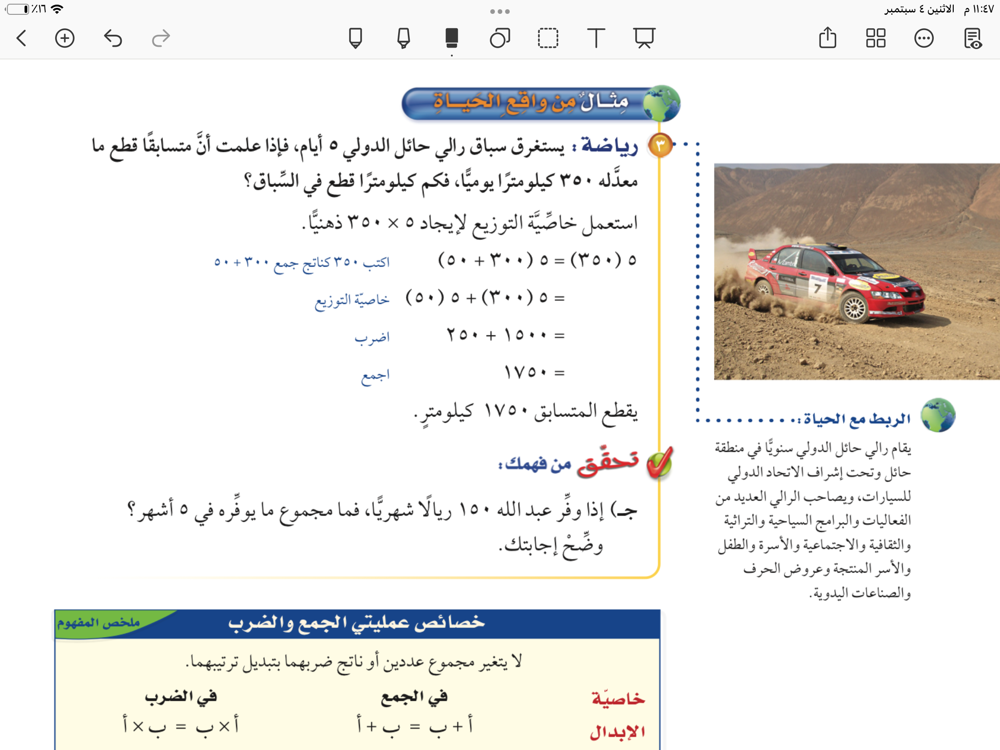 ١١:٤٧ م الاثنين ٤ سبتمبر
٪١٦
مِثَالٌ مِن واقِعِ الحَيَاةِ
٣ رياضة: يستغرق سباق رالي حائل الدولي ٥ أيام، فإذا علمت أنَّ متسابقًا قطع ما
معدَّله ٣٥٠ كيلومترًا يوميًّا، فكم كيلومترًا قطع في السِّباق؟
استعمل خاصِّيَّة التوزيع لإيجاد ٥ × ٣٥٠ ذهنيًّا.
٥ (٣٥٠) = ٥ (٣٠٠ + ٥٠) اكتب ٣٥٠ كناتج جمع ٣٠٠ + ٥٠
= ٥ (٣٠٠) + ٥ (٥٠) خاصيّة التوزيع
= ١٥٠٠ + ٢٥٠ اضرب
= ١٧٥٠ اجمع
يقطع المتسابق ١٧٥٠ كيلومترٍ.
تحقّق من فهمك:
جـ) إذا وفِّر عبد الله ١٥٠ ريالًا شهريًّا، فما مجموع ما يوفِّره في ٥ أشهر؟
وضِّحْ إجابتك.
7
الربط مع الحياة:
يقام رالي حائل الدولي سنويًّا في منطقة
حائل وتحت إشراف الاتحاد الدولي
للسيارات، ويصاحب الرالي العديد من
الفعاليات والبرامج السياحية والتراثية
والثقافية والاجتماعية والأسرة والطفل
والأسر المنتجة وعروض الحرف
والصناعات اليدوية.
خصائص عمليتي الجمع والضرب
ملخص المفهوم
لا يتغير مجموع عددين أو ناتج ضربهما بتبديل ترتيبهما.
خاصيّة في الجمع في الضرب
الإبدال أ + ب = ب + أ أ × ب = ب × أ